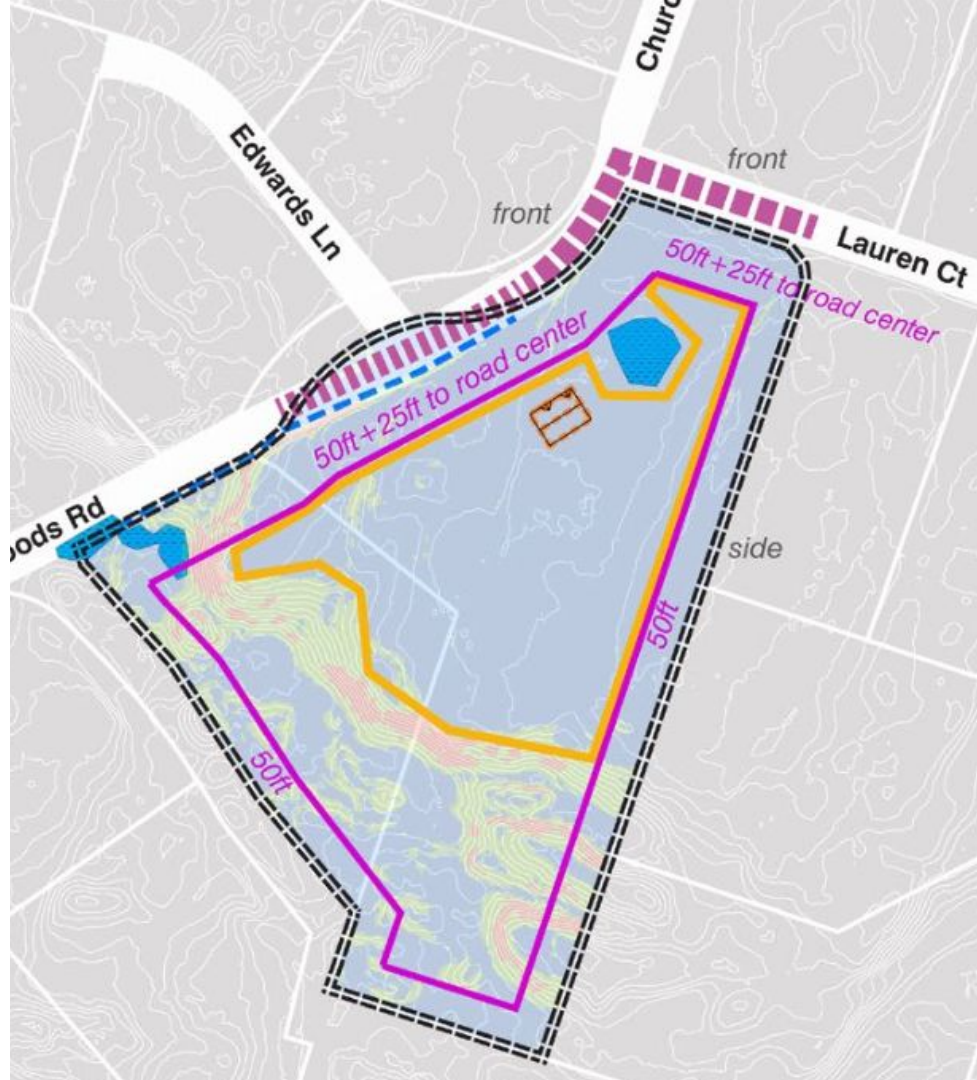 Churc
Edwards Ln
front
front
Lauren Ct
50ft+25ft to road center
50ft+25ft to road center
oods Rd
side
50ft
50ft